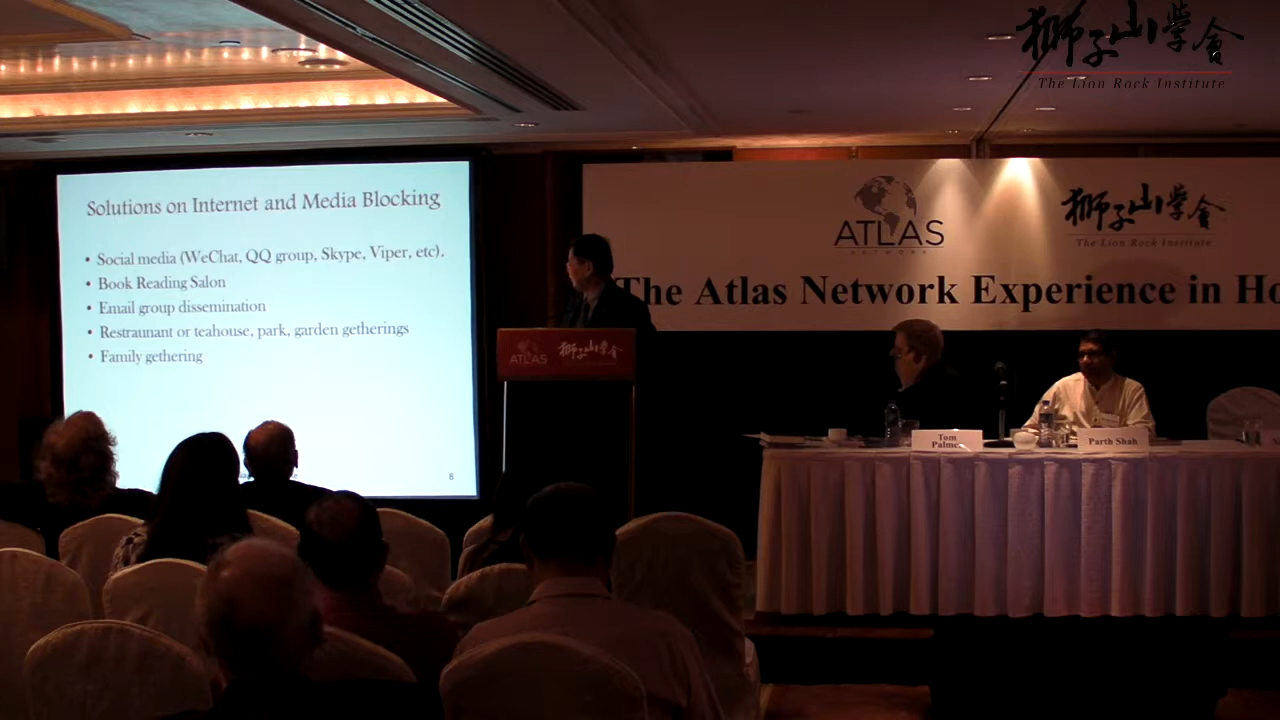 獅子山學會
The Lion Rock Institute
Solutions on Internet and Media Blocking
• Social media (WeChat, QQ group, Skype, Viper, etc).
• Book Reading Salon
• Email group dissemination
• Restraunant or teahouse, park, garden getherings
• Family gethering
8
ATLAS
NETWORK
獅子山學會
The Lion Rock Institute
The Atlas Network Experience in Ho
ATLAS
獅子山學會
Tom
Palme
Parth Shah